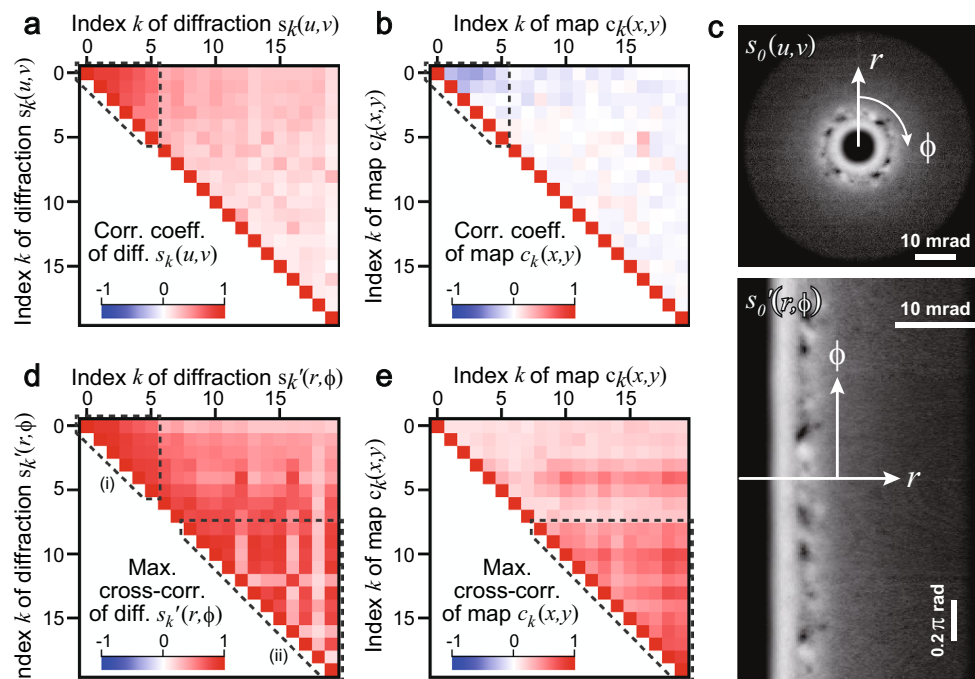 a
Index k of diffraction sₖ(u,v)
0 5 10 15
Index k of diffraction sₖ(u,v)
0
5
10
15
Corr. coeff.
of diff. sₖ(u,v)
-1 0 1
b
Index k of map cₖ(x,y)
0 5 10 15
Index k of map cₖ(x,y)
0
5
10
15
Corr. coeff.
of map cₖ(x,y)
-1 0 1
c
s₀(u,v)
r
ϕ
10 mrad
s₀'(r,ϕ)
10 mrad
ϕ
r
0.2 π rad
d
Index k of diffraction sₖ'(r,ϕ)
0 5 10 15
ndex k of diffraction sₖ'(r,ϕ)
0
5
10
15
(i)
Max.
cross-corr.
of diff. sₖ'(r,ϕ)
-1 0 1
(ii)
e
Index k of map cₖ(x,y)
0 5 10 15
Index k of map cₖ(x,y)
0
5
10
15
Max.
cross-corr.
of map cₖ(x,y)
-1 0 1